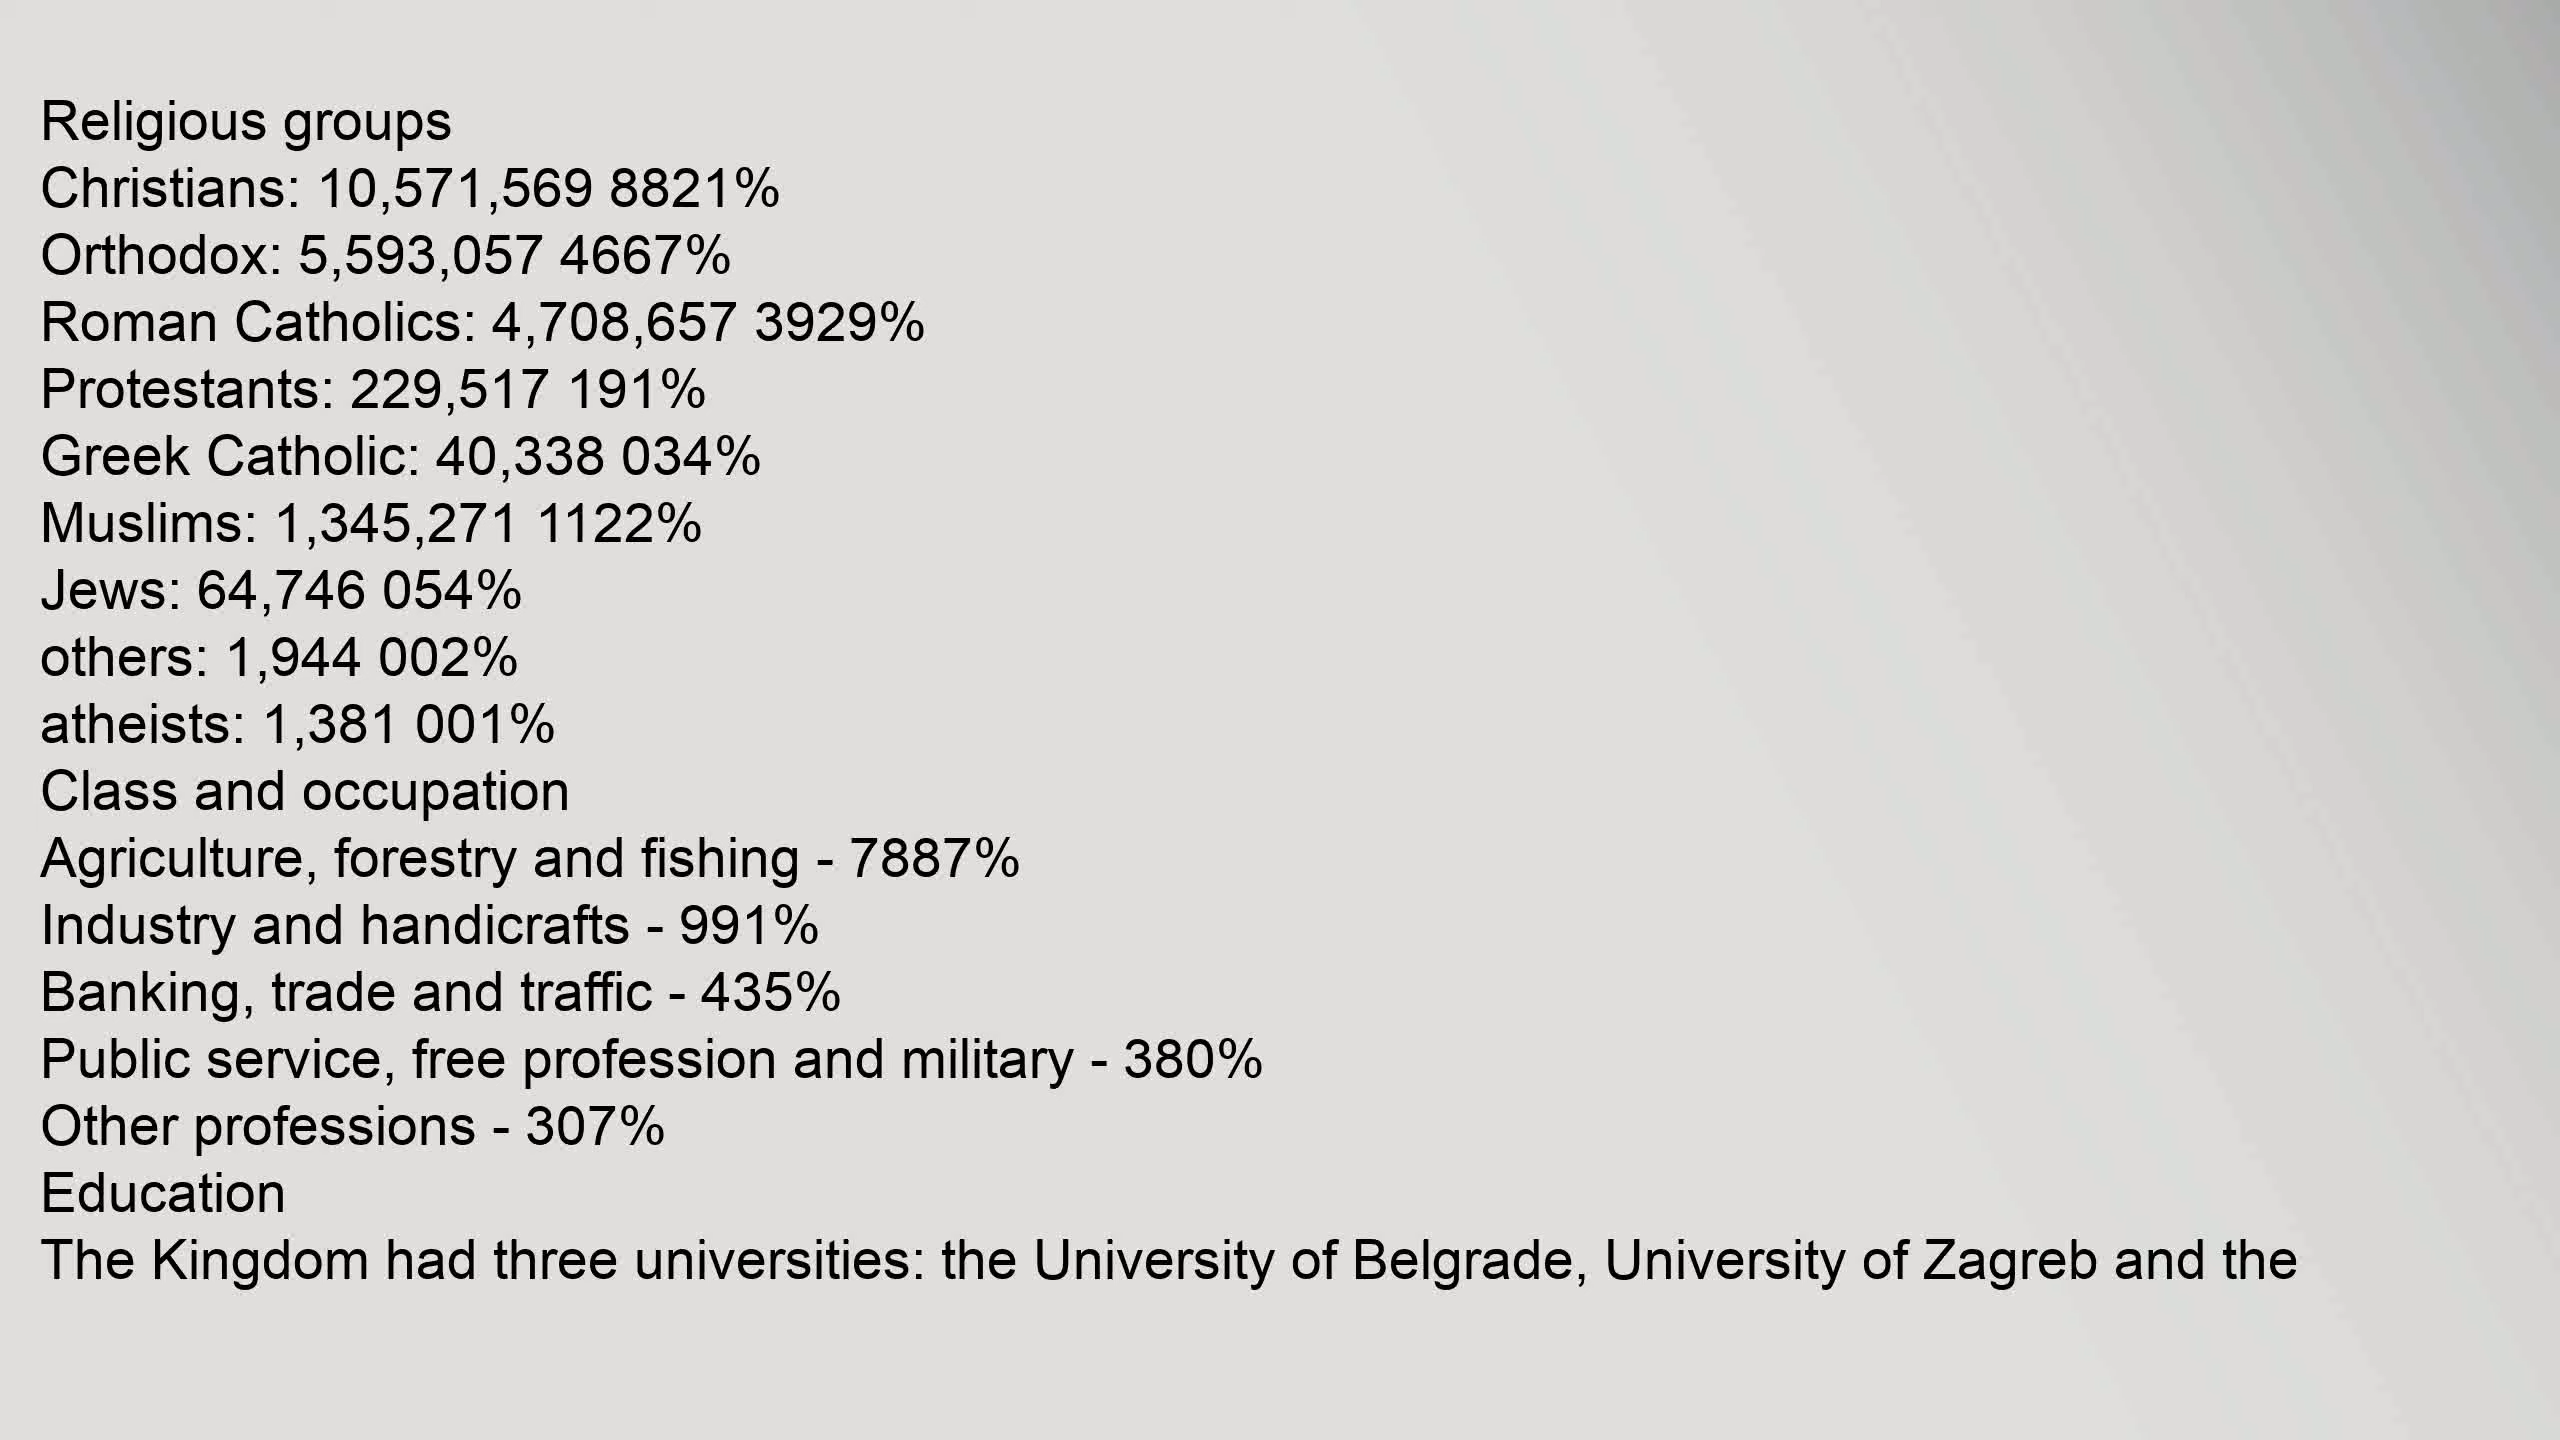 Religious groups
Christians: 10,571,569 8821%
Orthodox: 5,593,057 4667%
Roman Catholics: 4,708,657 3929%
Protestants: 229,517 191%
Greek Catholic: 40,338 034%
Muslims: 1,345,271 1122%
Jews: 64,746 054%
others: 1,944 002%
atheists: 1,381 001%
Class and occupation
Agriculture, forestry and fishing - 7887%
Industry and handicrafts - 991%
Banking, trade and traffic - 435%
Public service, free profession and military - 380%
Other professions - 307%
Education
The Kingdom had three universities: the University of Belgrade, University of Zagreb and the